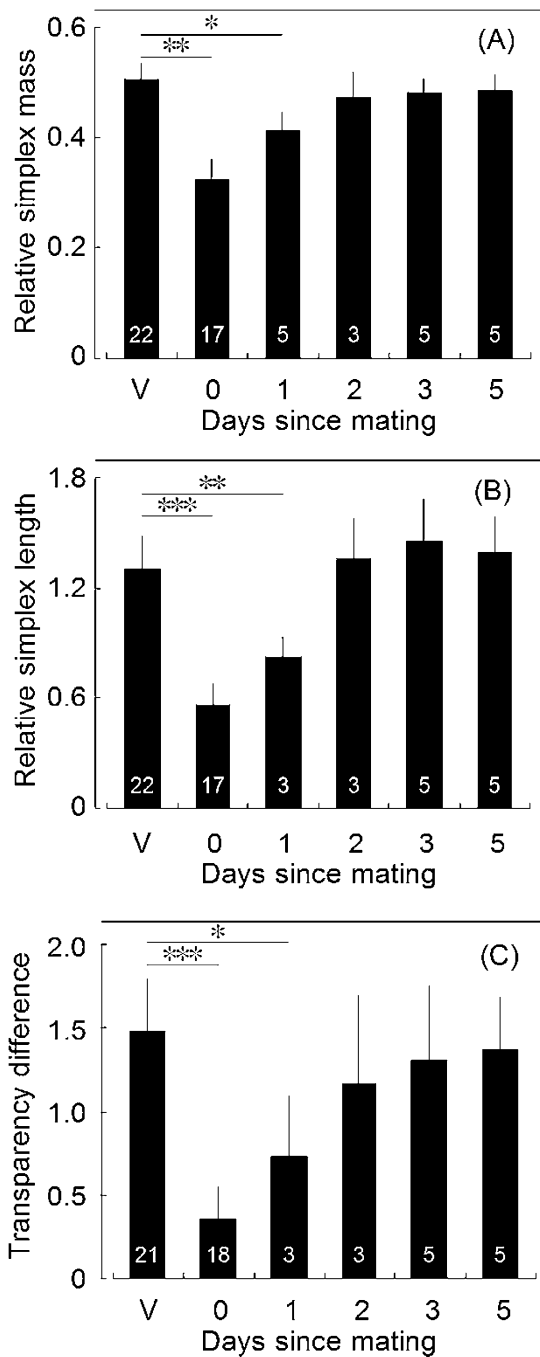 (A)
Relative simplex mass
0.6
0.4
0.2
0
*
**
22 17 5 3 5 5
V 0 1 2 3 5
Days since mating
(B)
Relative simplex length
1.8
1.2
0.6
0
**
***
22 17 3 3 5 5
V 0 1 2 3 5
Days since mating
(C)
Transparency difference
2.0
1.5
1.0
0.5
0
*
***
21 18 3 3 5 5
V 0 1 2 3 5
Days since mating